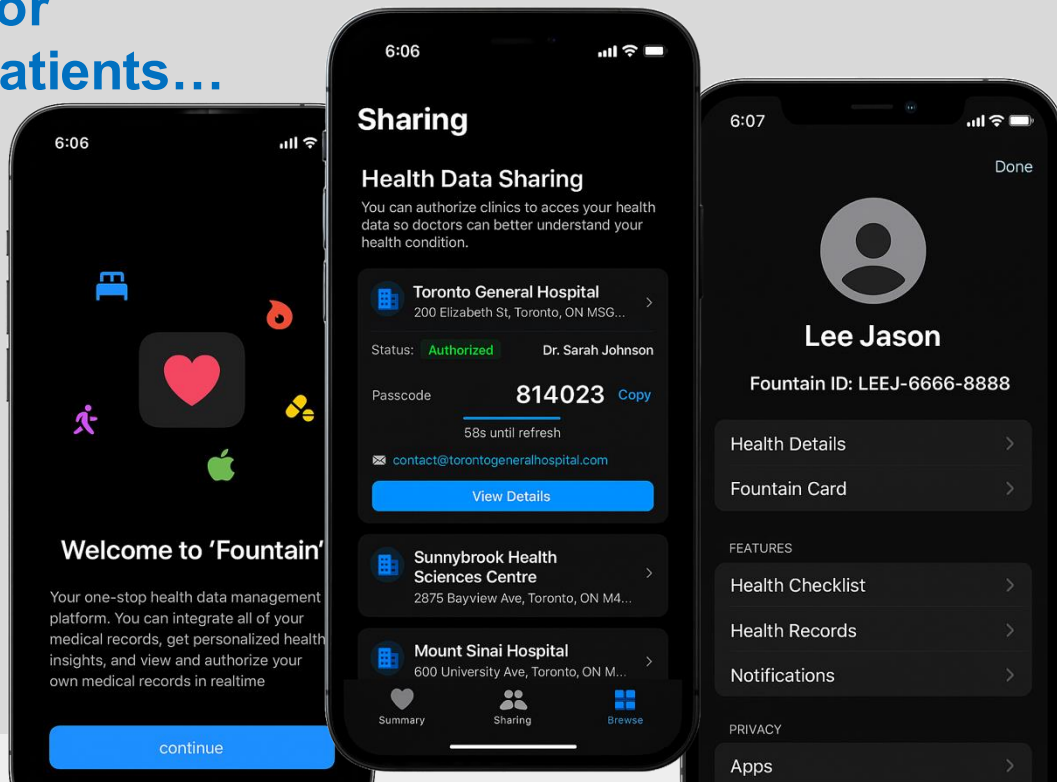 or
atients…
6:06
Welcome to ‘Fountain’
Your one-stop health data management
platform. You can integrate all of your
medical records, get personalized health
insights, and view and authorize your
own medical records in realtime
continue
6:06
Sharing
Health Data Sharing
You can authorize clinics to acces your health
data so doctors can better understand your
health condition.
Toronto General Hospital
200 Elizabeth St, Toronto, ON MSG...
Status: Authorized Dr. Sarah Johnson
Passcode 814023 Copy
58s until refresh
contact@torontogeneralhospital.com
View Details
Sunnybrook Health
Sciences Centre
2875 Bayview Ave, Toronto, ON M4...
Mount Sinai Hospital
600 University Ave, Toronto, ON M...
Summary Sharing Browse
6:07
Done
Lee Jason
Fountain ID: LEEJ-6666-8888
Health Details
Fountain Card
FEATURES
Health Checklist
Health Records
Notifications
PRIVACY
Apps